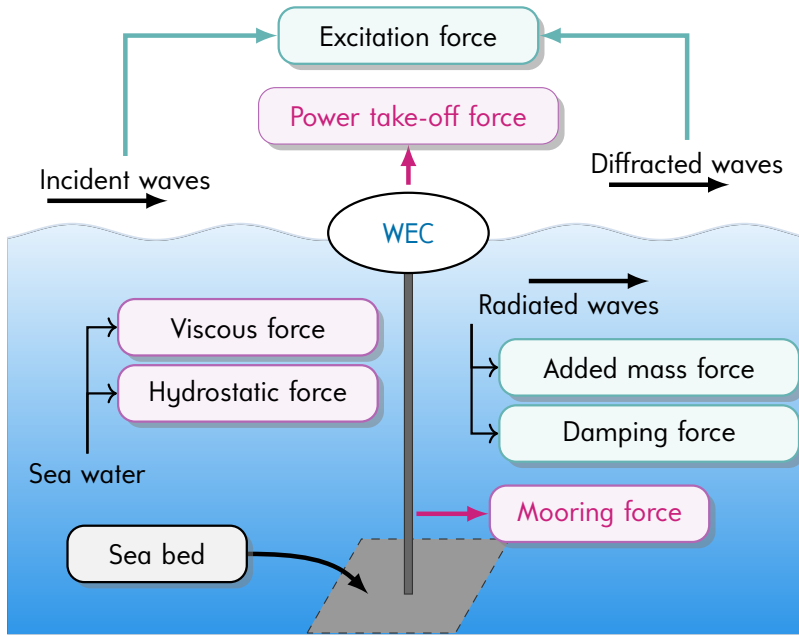 Excitation force
Power take-off force
Incident waves
Diffracted waves
WEC
Radiated waves
Viscous force
Added mass force
Hydrostatic force
Damping force
Sea water
Mooring force
Sea bed